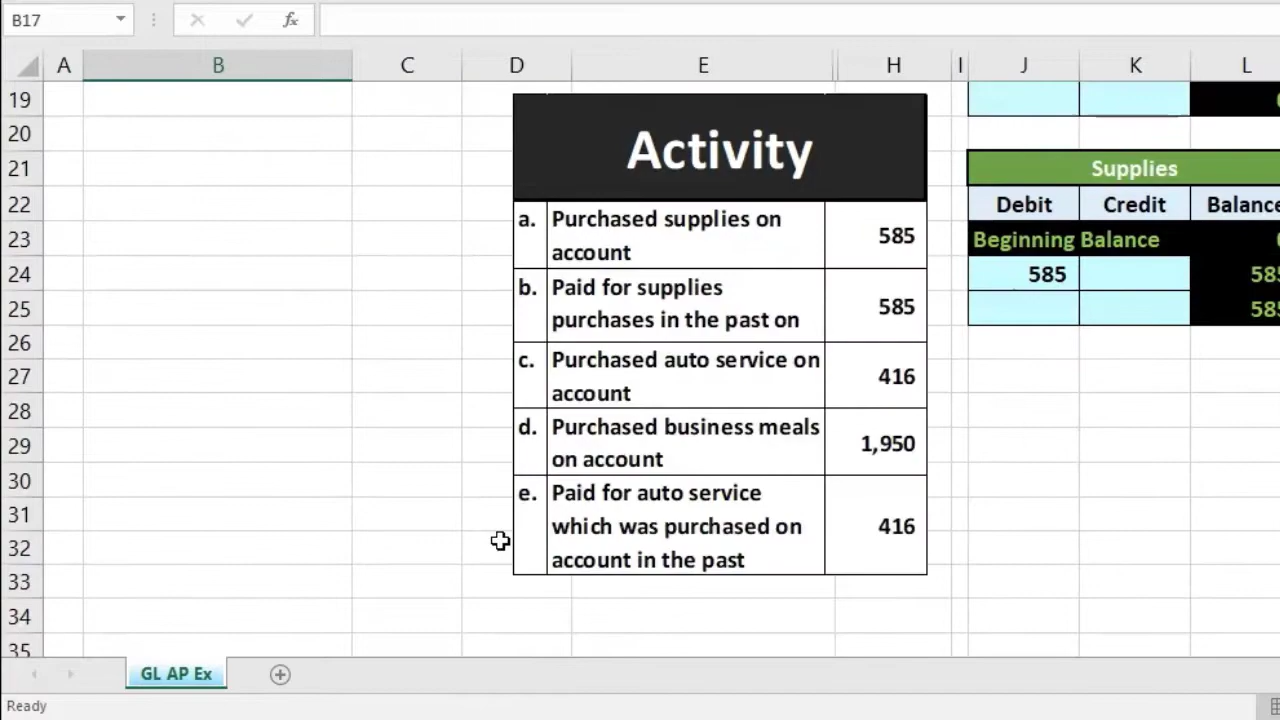 B17
fx
A B C D E H I J K L
19
20
21
22
23
24
25
26
27
28
29
30
31
32
33
34
35
Activity
a. Purchased supplies on
account 585
b. Paid for supplies
purchases in the past on 585
c. Purchased auto service on
account 416
d. Purchased business meals
on account 1,950
e. Paid for auto service
which was purchased on
account in the past 416
Supplies
Debit Credit Balance
Beginning Balance
585 585
585
GL AP Ex
Ready